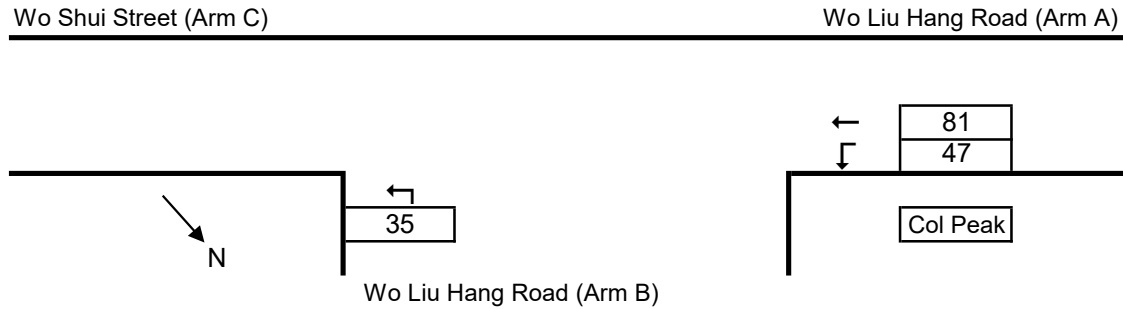 Wo Shui Street (Arm C)
Wo Liu Hang Road (Arm A)
81
47
35
Col Peak
N
Wo Liu Hang Road (Arm B)